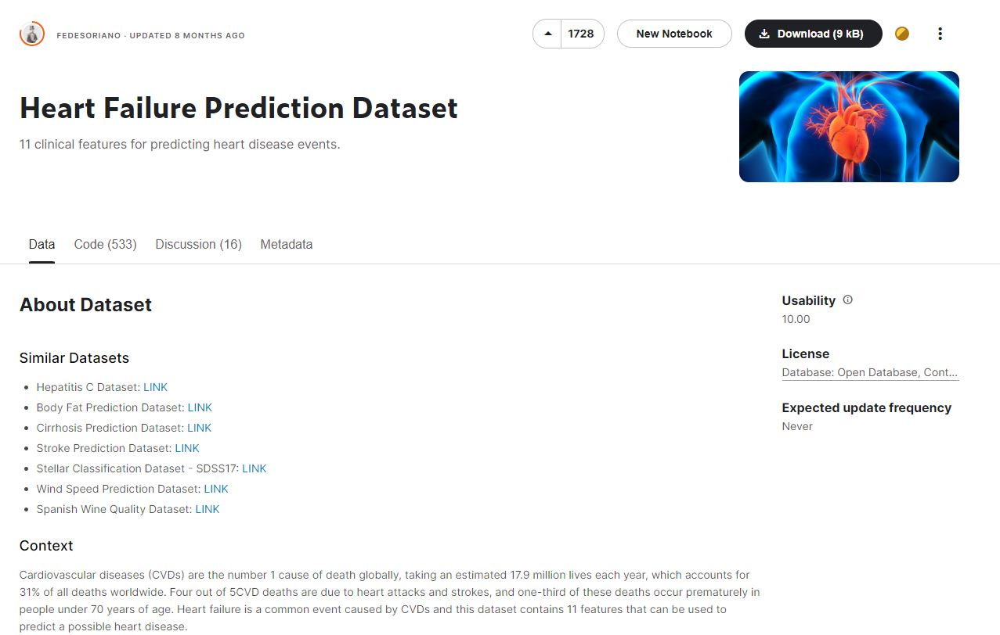 FEDESORIANO · UPDATED 8 MONTHS AGO
1728
New Notebook
Download (9 kB)
Heart Failure Prediction Dataset
11 clinical features for predicting heart disease events.
Data
Code (533)
Discussion (16)
Metadata
About Dataset
Similar Datasets
Hepatitis C Dataset: LINK
Body Fat Prediction Dataset: LINK
Cirrhosis Prediction Dataset: LINK
Stroke Prediction Dataset: LINK
Stellar Classification Dataset - SDSS17: LINK
Wind Speed Prediction Dataset: LINK
Spanish Wine Quality Dataset: LINK
Context
Cardiovascular diseases (CVDs) are the number 1 cause of death globally, taking an estimated 17.9 million lives each year, which accounts for
31% of all deaths worldwide. Four out of 5CVD deaths are due to heart attacks and strokes, and one-third of these deaths occur prematurely in
people under 70 years of age. Heart failure is a common event caused by CVDs and this dataset contains 11 features that can be used to
predict a possible heart disease.
Usability
10.00
License
Database: Open Database, Cont...
Expected update frequency
Never